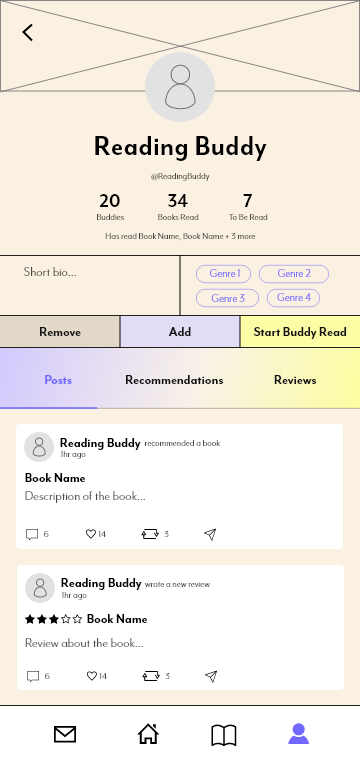 Reading Buddy
@ReadingBuddy
20 34 7
Buddies Books Read To Be Read
Has read Book Name, Book Name + 3 more
Short bio...
Genre 1 Genre 2
Genre 3 Genre 4
Remove Add Start Buddy Read
Posts Recommendations Reviews
Reading Buddy recommended a book
1hr ago
Book Name
Description of the book...
6 14 3
Reading Buddy wrote a new review
1hr ago
Book Name
Review about the book...
6 14 3